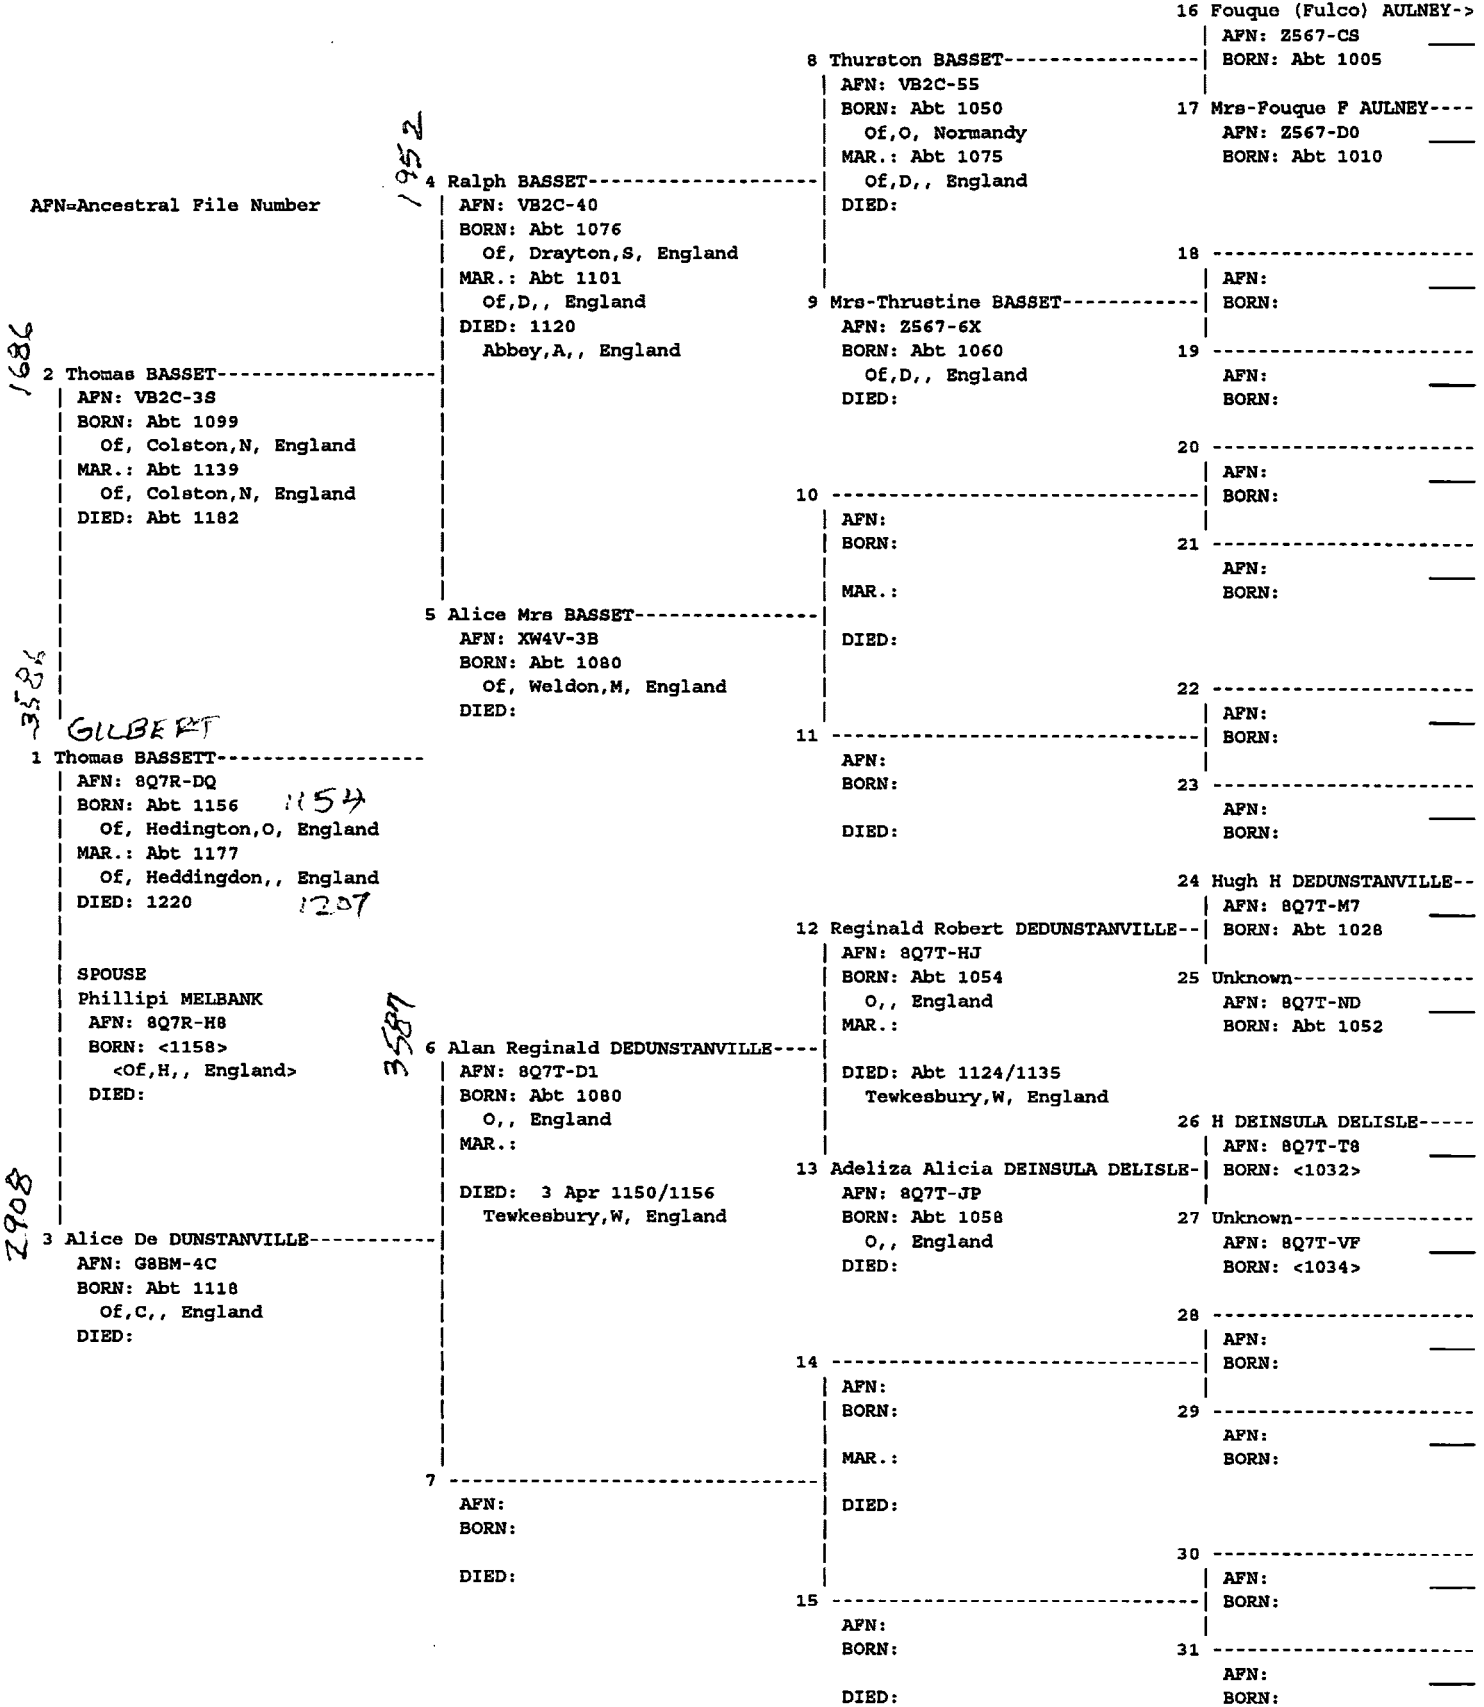 16 Fouque (Fulco) AULNEY->
AFN: Z567-CS
BORN: Abt 1005
8 Thurston BASSET----------------
AFN: VB2C-55
BORN: Abt 1050
Of,O, Normandy
MAR.: Abt 1075
Of,D,, England
DIED:
17 Mrs-Fouque F AULNEY----
AFN: Z567-D0
BORN: Abt 1010
1952
4 Ralph BASSET-------------------
AFN: VB2C-40
BORN: Abt 1076
Of, Drayton,S, England
MAR.: Abt 1101
Of,D,, England
DIED: 1120
Abbey,A,, England
AFN=Ancestral File Number
18 ----------------------
AFN:
BORN:
9 Mrs-Thrustine BASSET-----------
AFN: Z567-6X
BORN: Abt 1060
Of,D,, England
DIED:
19 ----------------------
AFN:
BORN:
1686
2 Thomas BASSET------------------
AFN: VB2C-3S
BORN: Abt 1099
Of, Colston,N, England
MAR.: Abt 1139
Of, Colston,N, England
DIED: Abt 1182
20 ----------------------
AFN:
BORN:
10 ------------------------------
AFN:
BORN:
MAR.:
DIED:
21 ----------------------
AFN:
BORN:
5 Alice Mrs BASSET---------------
AFN: XW4V-3B
BORN: Abt 1080
Of, Weldon,M, England
DIED:
22 ----------------------
AFN:
BORN:
11 ------------------------------
AFN:
BORN:
DIED:
23 ----------------------
AFN:
BORN:
3586
GILBERT
1 Thomas BASSETT-----------------
AFN: 8Q7R-DQ
BORN: Abt 1156 1154
Of, Hedington,O, England
MAR.: Abt 1177
Of, Heddingdon,, England
DIED: 1220 1207
SPOUSE
Phillipi MELBANK
AFN: 8Q7R-H8
BORN: <1158>
<Of,H,, England>
DIED:
24 Hugh H DEDUNSTANVILLE--
AFN: 8Q7T-M7
BORN: Abt 1028
12 Reginald Robert DEDUNSTANVILLE--
AFN: 8Q7T-HJ
BORN: Abt 1054
O,, England
MAR.:
DIED: Abt 1124/1135
Tewkesbury,W, England
25 Unknown---------------
AFN: 8Q7T-ND
BORN: Abt 1052
3587
6 Alan Reginald DEDUNSTANVILLE----
AFN: 8Q7T-D1
BORN: Abt 1080
O,, England
MAR.:
DIED: 3 Apr 1150/1156
Tewkesbury,W, England
26 H DEINSULA DELISLE-----
AFN: 8Q7T-T8
BORN: <1032>
13 Adeliza Alicia DEINSULA DELISLE-
AFN: 8Q7T-JP
BORN: Abt 1058
O,, England
DIED:
27 Unknown---------------
AFN: 8Q7T-VF
BORN: <1034>
2908
3 Alice De DUNSTANVILLE-----------
AFN: G8BM-4C
BORN: Abt 1118
Of,C,, England
DIED:
28 ----------------------
AFN:
BORN:
14 ------------------------------
AFN:
BORN:
MAR.:
DIED:
29 ----------------------
AFN:
BORN:
7 -------------------------------
AFN:
BORN:
DIED:
30 ----------------------
AFN:
BORN:
15 ------------------------------
AFN:
BORN:
DIED:
31 ----------------------
AFN:
BORN: